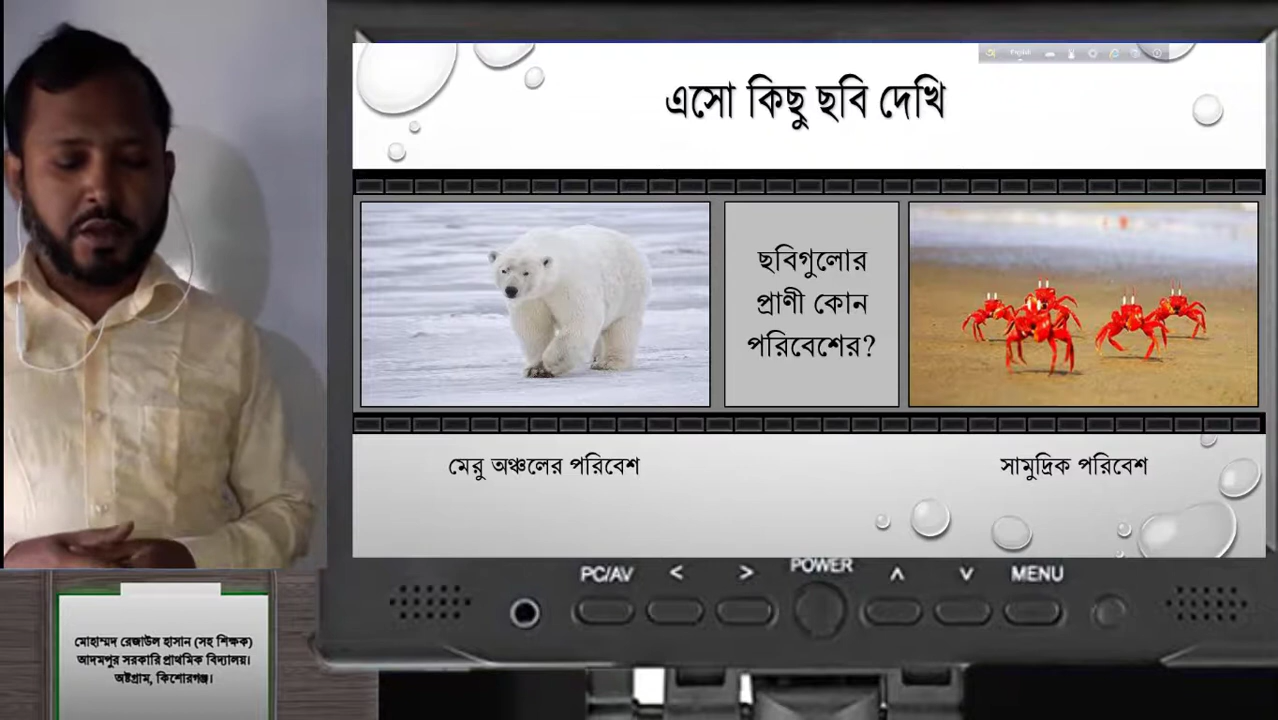 এসো কিছু ছবি দেখি
English
ছবিগুলোর
প্রাণী কোন
পরিবেশের?
মেরু অঞ্চলের পরিবেশ
সামুদ্রিক পরিবেশ
PC/AV < > POWER ʌ v MENU
মোহাম্মদ রেজাউল হাসান (সহ শিক্ষক)
আদমপুর সরকারি প্রাথমিক বিদ্যালয়।
অষ্টগ্রাম, কিশোরগঞ্জ।